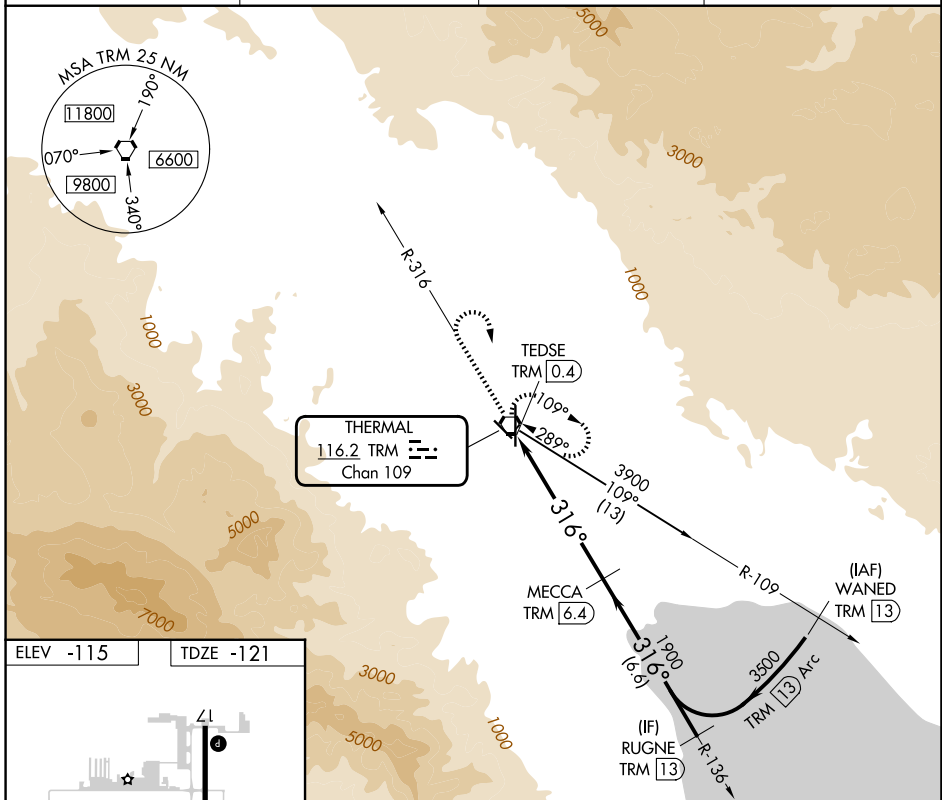 MSA TRM 25 NM
190°
11800
070°
6600
9800
340°
5000
3000
1000
R-316
TEDSE
TRM 0.4
109°
289°
THERMAL
116.2 TRM
Chan 109
3900
109°
(13)
316°
R-109
(IAF)
WANED
TRM 13
MECCA
TRM 6.4
1900
316°
(6.6)
3500
TRM 13 Arc
(IF)
RUGNE
TRM 13
R-136
1000
3000
5000
7000
3000
5000
1000
ELEV -115
TDZE -121
17
P